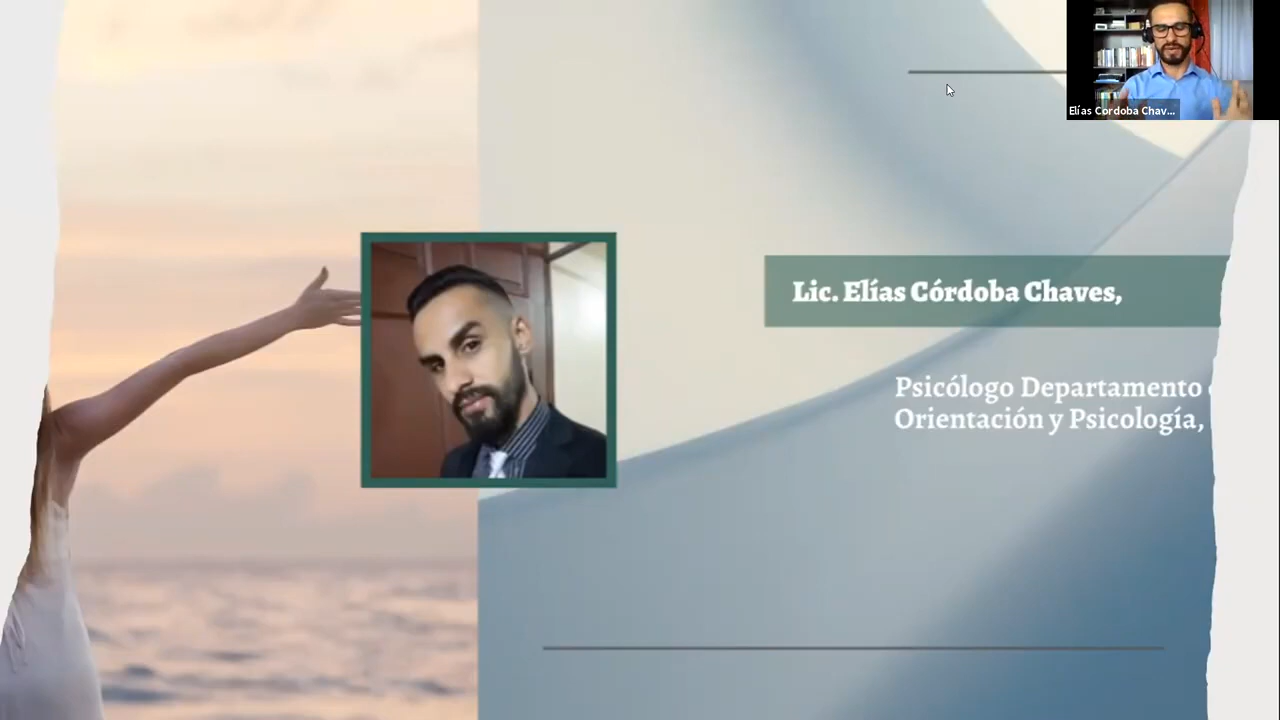 Elías Cordoba Chav...
Lic. Elías Córdoba Chaves,
Psicólogo Departamento
Orientación y Psicología,